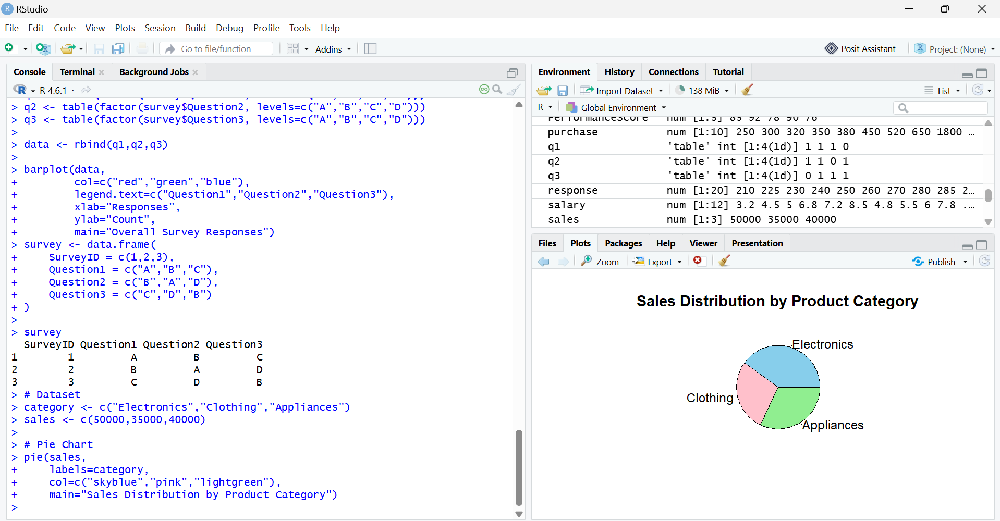 RStudio
File Edit Code View Plots Session Build Debug Profile Tools Help
Go to file/function Addins Posit Assistant Project: (None)
Console Terminal Background Jobs
R 4.6.1 ·
> q2 <- table(factor(survey$Question2, levels=c("A","B","C","D")))
> q3 <- table(factor(survey$Question3, levels=c("A","B","C","D")))
>
> data <- rbind(q1,q2,q3)
>
> barplot(data,
+         col=c("red","green","blue"),
+         legend.text=c("Question1","Question2","Question3"),
+         xlab="Responses",
+         ylab="Count",
+         main="Overall Survey Responses")
> survey <- data.frame(
+     SurveyID = c(1,2,3),
+     Question1 = c("A","B","C"),
+     Question2 = c("B","A","D"),
+     Question3 = c("C","D","B")
+ )
>
> survey
  SurveyID Question1 Question2 Question3
1        1         A         B         C
2        2         B         A         D
3        3         C         D         B
> # Dataset
> category <- c("Electronics","Clothing","Appliances")
> sales <- c(50000,35000,40000)
>
> # Pie Chart
> pie(sales,
+     labels=category,
+     col=c("skyblue","pink","lightgreen"),
+     main="Sales Distribution by Product Category")
>
Environment History Connections Tutorial
Import Dataset 138 MiB List
R Global Environment
PerformanceScore num [1:5] 85 92 78 90 76
purchase num [1:10] 250 300 320 350 380 450 520 650 1800 …
q1 'table' int [1:4(1d)] 1 1 1 0
q2 'table' int [1:4(1d)] 1 1 0 1
q3 'table' int [1:4(1d)] 0 1 1 1
response num [1:20] 210 225 230 240 250 260 270 280 285 2…
salary num [1:12] 3.2 4.5 5 6.8 7.2 8.5 4.8 5.5 6 7.8 .…
sales num [1:3] 50000 35000 40000
Files Plots Packages Help Viewer Presentation
Zoom Export Publish
Sales Distribution by Product Category
Electronics
Clothing
Appliances